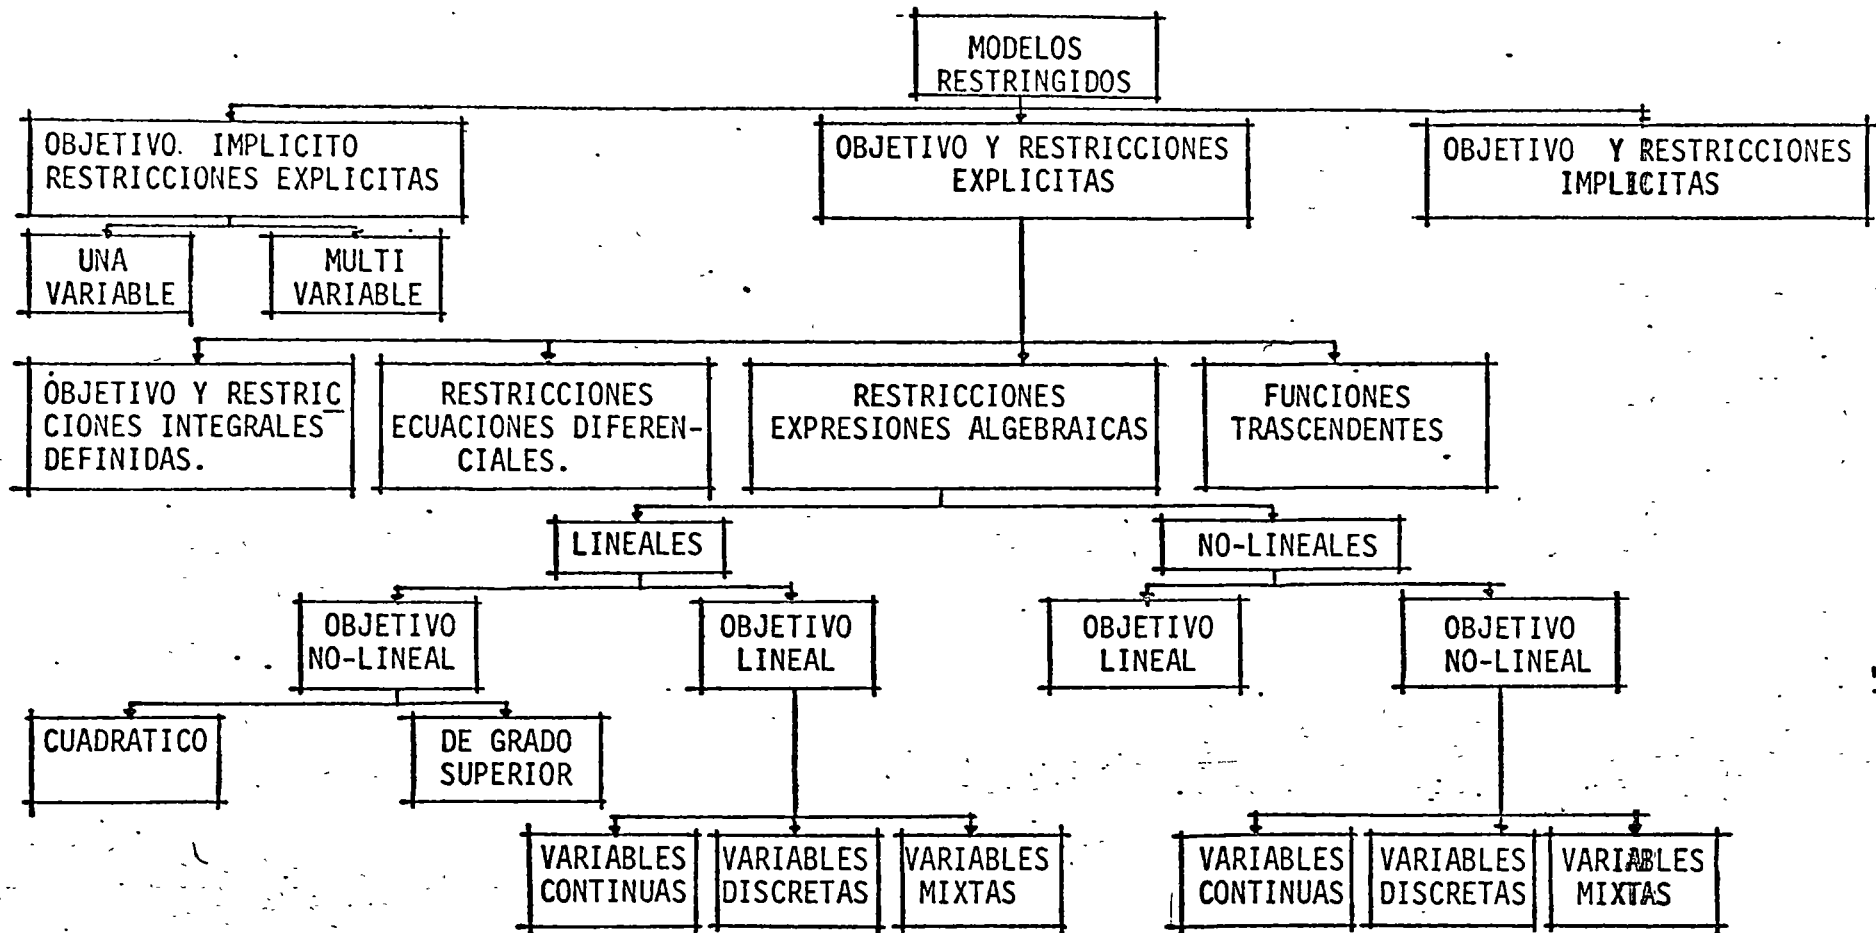 MODELOS
RESTRINGIDOS
OBJETIVO. IMPLICITO
RESTRICCIONES EXPLICITAS
OBJETIVO Y RESTRICCIONES
EXPLICITAS
OBJETIVO Y RESTRICCIONES
IMPLICITAS
UNA
VARIABLE
MULTI
VARIABLE
OBJETIVO Y RESTRIC
CIONES INTEGRALES
DEFINIDAS.
RESTRICCIONES
ECUACIONES DIFEREN-
CIALES.
RESTRICCIONES
EXPRESIONES ALGEBRAICAS
FUNCIONES
TRASCENDENTES
LINEALES
NO-LINEALES
OBJETIVO
NO-LINEAL
OBJETIVO
LINEAL
OBJETIVO
LINEAL
OBJETIVO
NO-LINEAL
CUADRATICO
DE GRADO
SUPERIOR
VARIABLES
CONTINUAS
VARIABLES
DISCRETAS
VARIABLES
MIXTAS
VARIABLES
CONTINUAS
VARIABLES
DISCRETAS
VARIABLES
MIXTAS